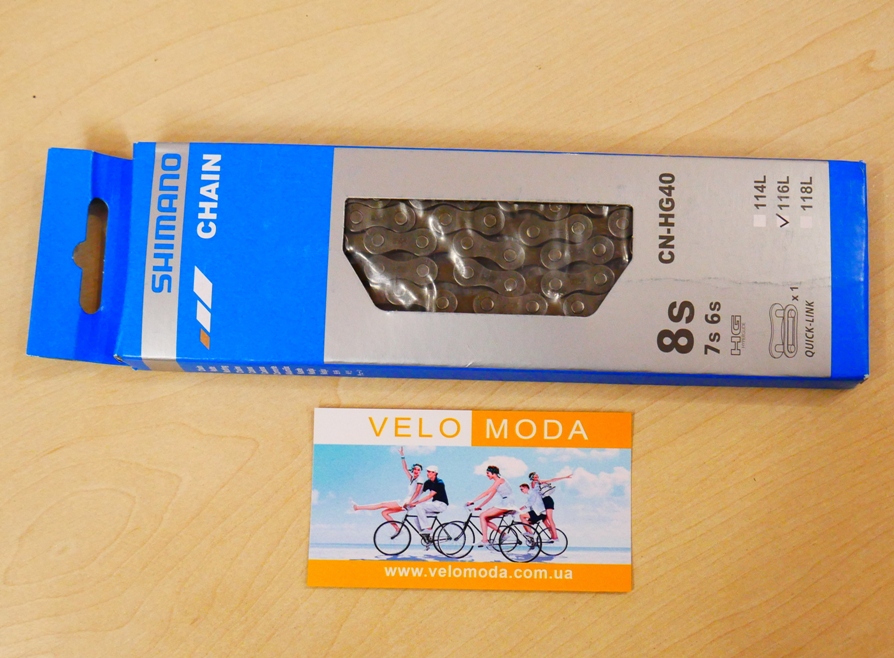 SHIMANO
CHAIN
CN-HG40
114L
116L
118L
8s
7s 6s
HG
x 1
QUICK-LINK
VELO MODA
www.velomoda.com.ua